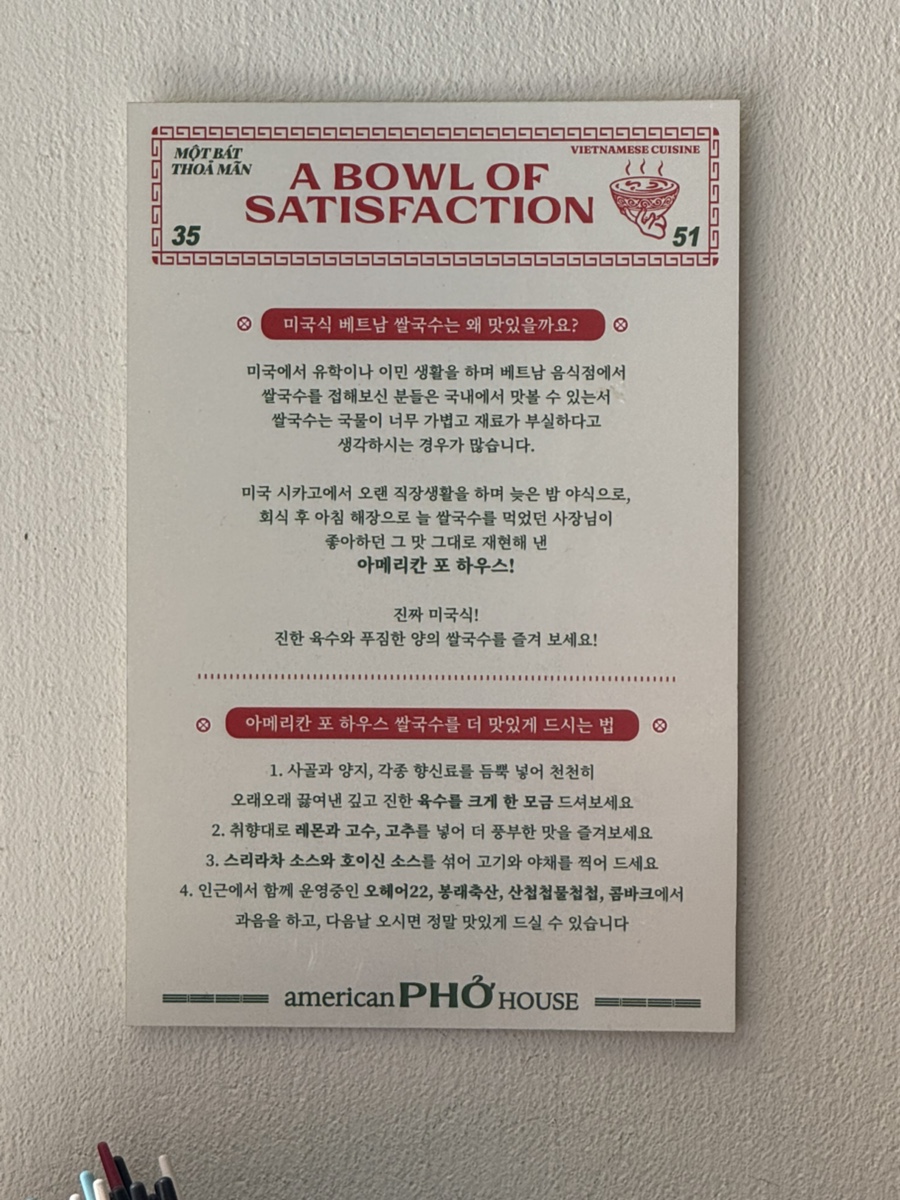 MỘT BÁT
THOẢ MÃN
VIETNAMESE CUISINE
A BOWL OF
SATISFACTION
35
51
미국식 베트남 쌀국수는 왜 맛있을까요?
미국에서 유학이나 이민 생활을 하며 베트남 음식점에서
쌀국수를 접해보신 분들은 국내에서 맛볼 수 있는서
쌀국수는 국물이 너무 가볍고 재료가 부실하다고
생각하시는 경우가 많습니다.
미국 시카고에서 오랜 직장생활을 하며 늦은 밤 야식으로,
회식 후 아침 해장으로 늘 쌀국수를 먹었던 사장님이
좋아하던 그 맛 그대로 재현해 낸
아메리칸 포 하우스!
진짜 미국식!
진한 육수와 푸짐한 양의 쌀국수를 즐겨 보세요!
아메리칸 포 하우스 쌀국수를 더 맛있게 드시는 법
1. 사골과 양지, 각종 향신료를 듬뿍 넣어 천천히
오래오래 끓여낸 깊고 진한 육수를 크게 한 모금 드셔보세요
2. 취향대로 레몬과 고수, 고추를 넣어 더 풍부한 맛을 즐겨보세요
3. 스리라차 소스와 호이신 소스를 섞어 고기와 야채를 찍어 드세요
4. 인근에서 함께 운영중인 오헤어22, 봉래축산, 산첩첩물첩첩, 콤바크에서
과음을 하고, 다음날 오시면 정말 맛있게 드실 수 있습니다
american PHỞ HOUSE